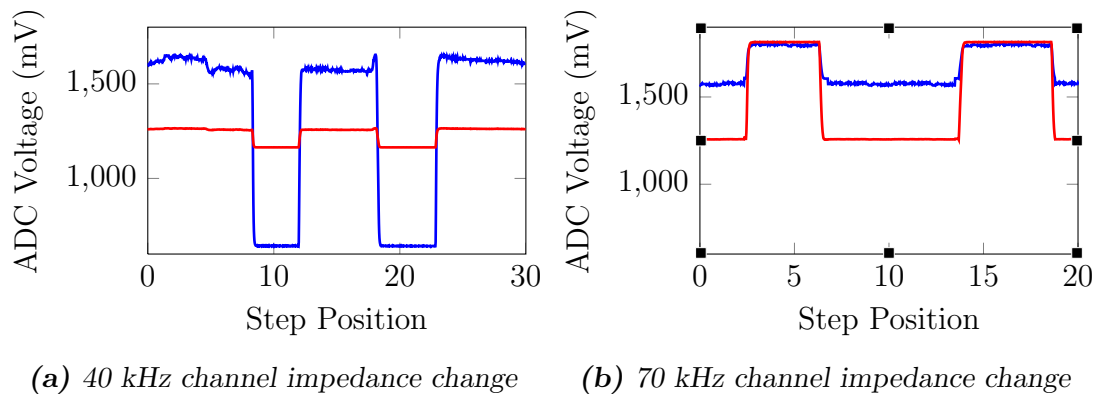 ADC Voltage (mV)
1,500
1,000
0
10
20
30
Step Position
(a) 40 kHz channel impedance change
ADC Voltage (mV)
1,500
1,000
0
5
10
15
20
Step Position
(b) 70 kHz channel impedance change